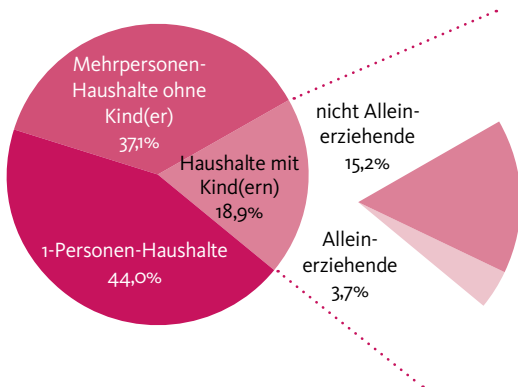 Mehrpersonen-
Haushalte ohne
Kind(er)
37,1%
Haushalte mit
Kind(ern)
18,9%
1-Personen-Haushalte
44,0%
nicht Allein-
erziehende
15,2%
Allein-
erziehende
3,7%